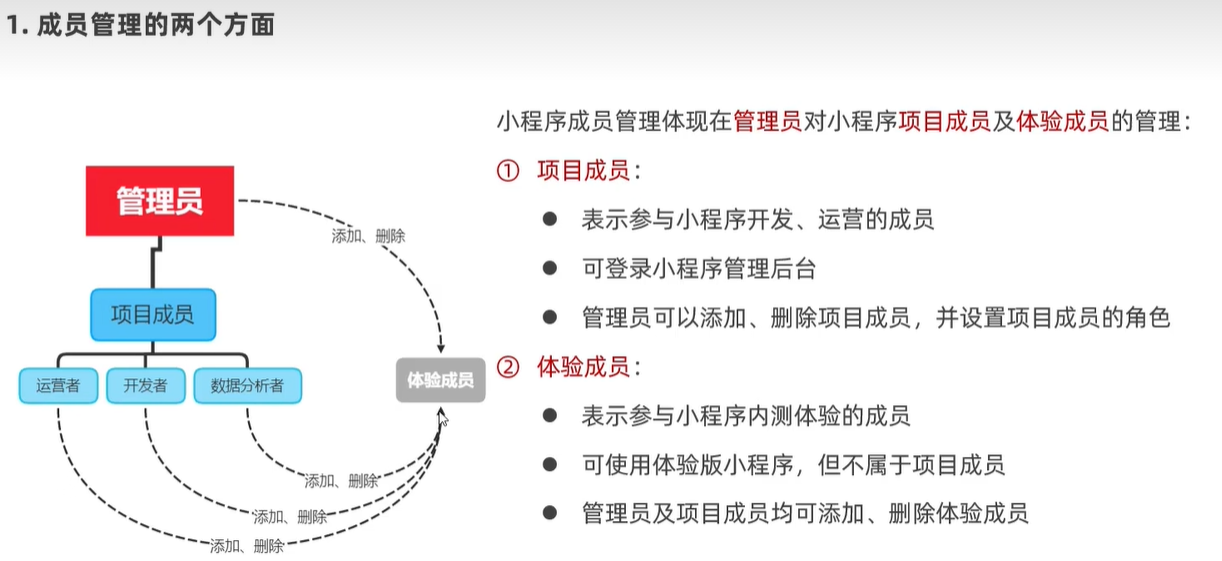 1. 成员管理的两个方面
管理员
添加、删除
项目成员
运营者
开发者
数据分析者
体验成员
添加、删除
添加、删除
添加、删除
小程序成员管理体现在管理员对小程序项目成员及体验成员的管理：
① 项目成员：
● 表示参与小程序开发、运营的成员
● 可登录小程序管理后台
● 管理员可以添加、删除项目成员，并设置项目成员的角色
② 体验成员：
● 表示参与小程序内测体验的成员
● 可使用体验版小程序，但不属于项目成员
● 管理员及项目成员均可添加、删除体验成员